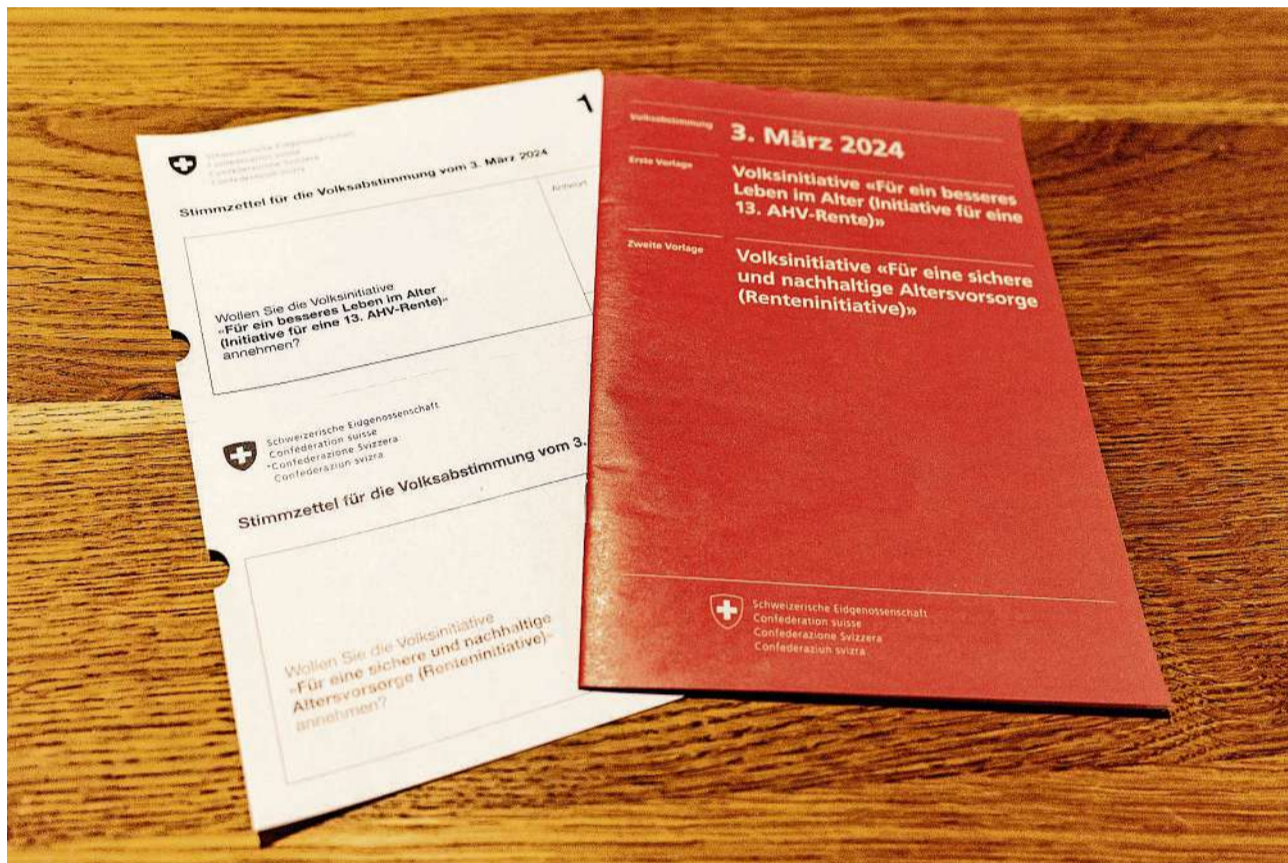 1
Schweizerische Eidgenossenschaft
Confédération suisse
Confederazione Svizzera
Confederaziun svizra
Stimmzettel für die Volksabstimmung vom 3. März 2024
Antwort
Wollen Sie die Volksinitiative
«Für ein besseres Leben im Alter
(Initiative für eine 13. AHV-Rente)»
annehmen?
Schweizerische Eidgenossenschaft
Confédération suisse
Confederazione Svizzera
Confederaziun svizra
Stimmzettel für die Volksabstimmung vom 3.
Wollen Sie die Volksinitiative
«Für eine sichere und nachhaltige
Altersvorsorge (Renteninitiative)»
annehmen?
Volksabstimmung
3. März 2024
Erste Vorlage
Volksinitiative «Für ein besseres
Leben im Alter (Initiative für eine
13. AHV-Rente)»
Zweite Vorlage
Volksinitiative «Für eine sichere
und nachhaltige Altersvorsorge
(Renteninitiative)»
Schweizerische Eidgenossenschaft
Confédération suisse
Confederazione Svizzera
Confederaziun svizra